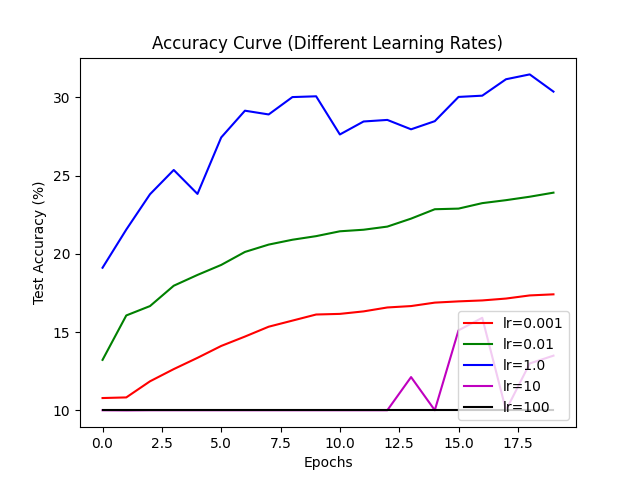 Accuracy Curve (Different Learning Rates)
Test Accuracy (%)
30
25
20
15
10
lr=0.001
lr=0.01
lr=1.0
lr=10
lr=100
0.0 2.5 5.0 7.5 10.0 12.5 15.0 17.5
Epochs